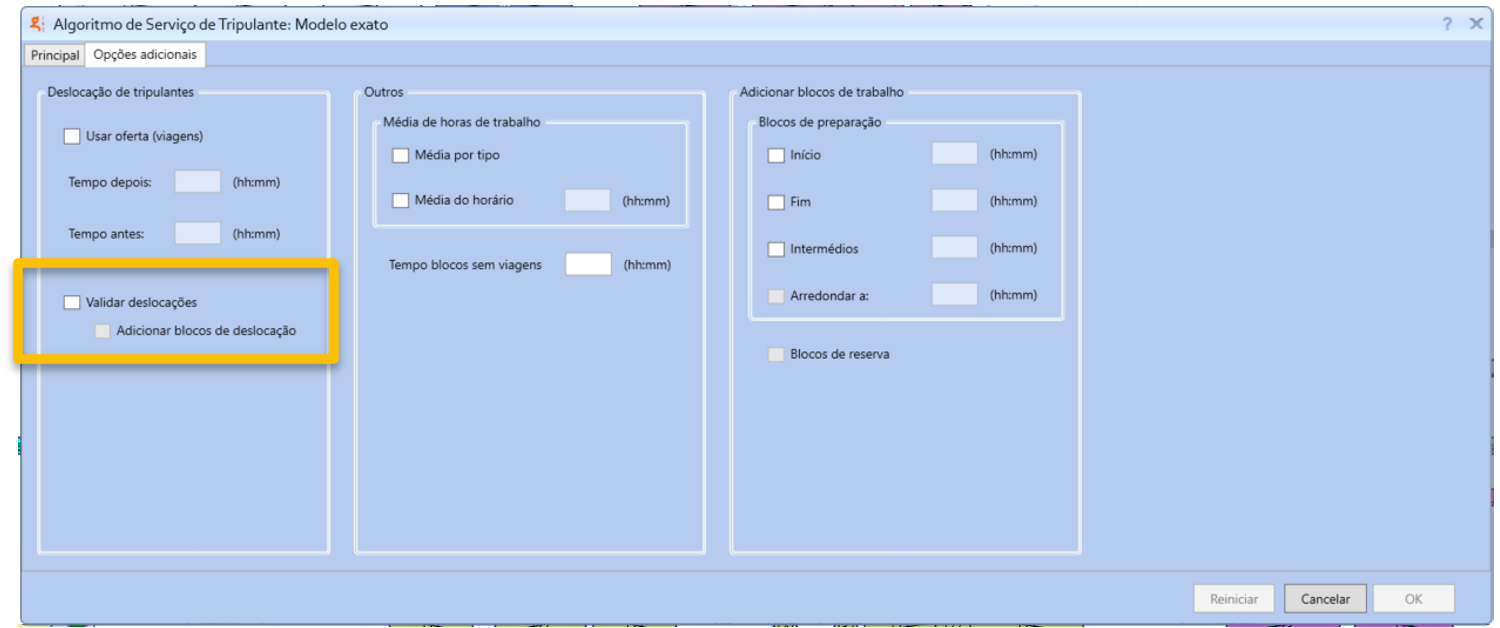 Algoritmo de Serviço de Tripulante: Modelo exato
Principal
Opções adicionais
Deslocação de tripulantes
Usar oferta (viagens)
Tempo depois: (hh:mm)
Tempo antes: (hh:mm)
Validar deslocações
Adicionar blocos de deslocação
Outros
Média de horas de trabalho
Média por tipo
Média do horário (hh:mm)
Tempo blocos sem viagens (hh:mm)
Adicionar blocos de trabalho
Blocos de preparação
Início (hh:mm)
Fim (hh:mm)
Intermédios (hh:mm)
Arredondar a: (hh:mm)
Blocos de reserva
Reiniciar
Cancelar
OK